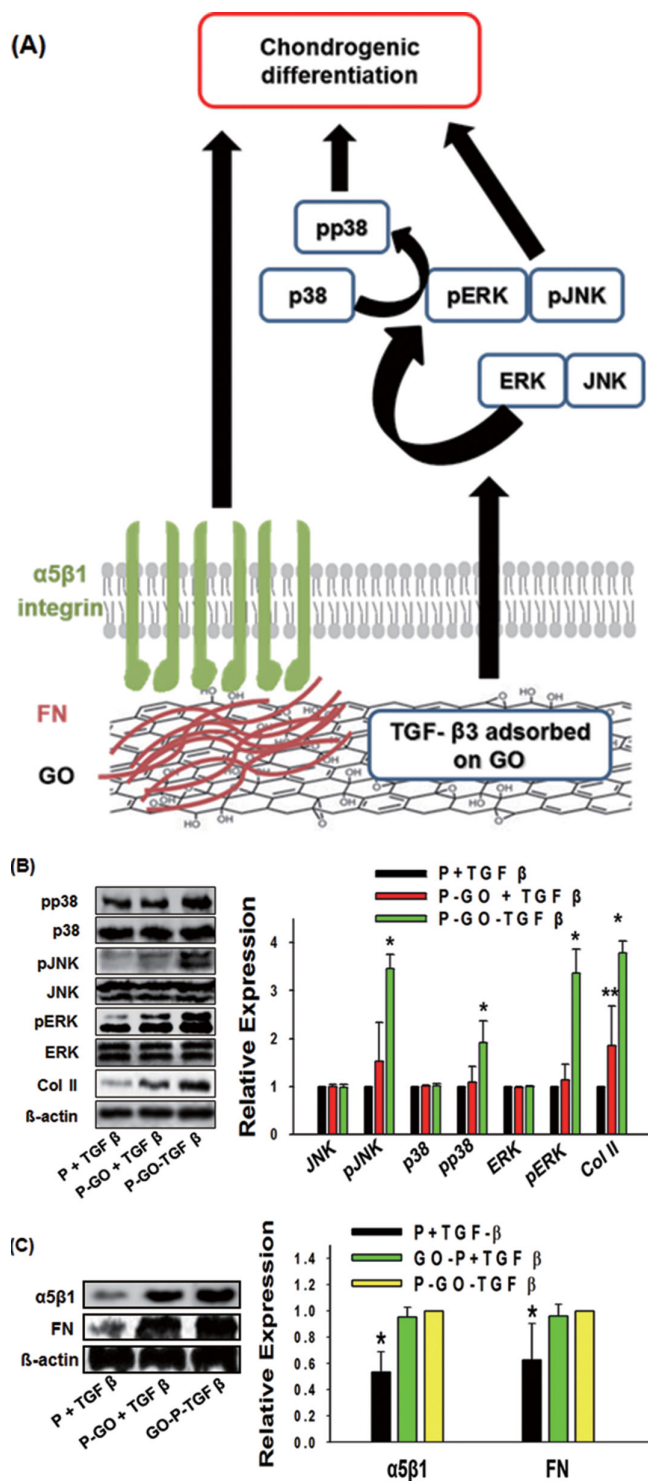 (A)
Chondrogenic
differentiation
pp38
p38
pERK
pJNK
ERK
JNK
α5β1
integrin
FN
GO
HO
OH
HO
OH
TGF- β3 adsorbed
on GO
(B)
pp38
p38
pJNK
JNK
pERK
ERK
Col II
ß-actin
P + TGF β
P-GO + TGF β
P-GO-TGF β
P+TGF β
P-GO + TGF β
P-GO-TGF β
Relative Expression
4
2
1
0
*
*
*
**
*
JNK
pJNK
p38
pp38
ERK
pERK
Col II
(C)
α5β1
FN
ß-actin
P + TGF β
P-GO + TGF β
GO-P-TGF β
P+TGF-β
GO-P+TGF β
P-GO-TGF β
Relative Expression
1.4
1.2
1.0
0.8
0.6
0.4
0.2
0.0
*
*
α5β1
FN